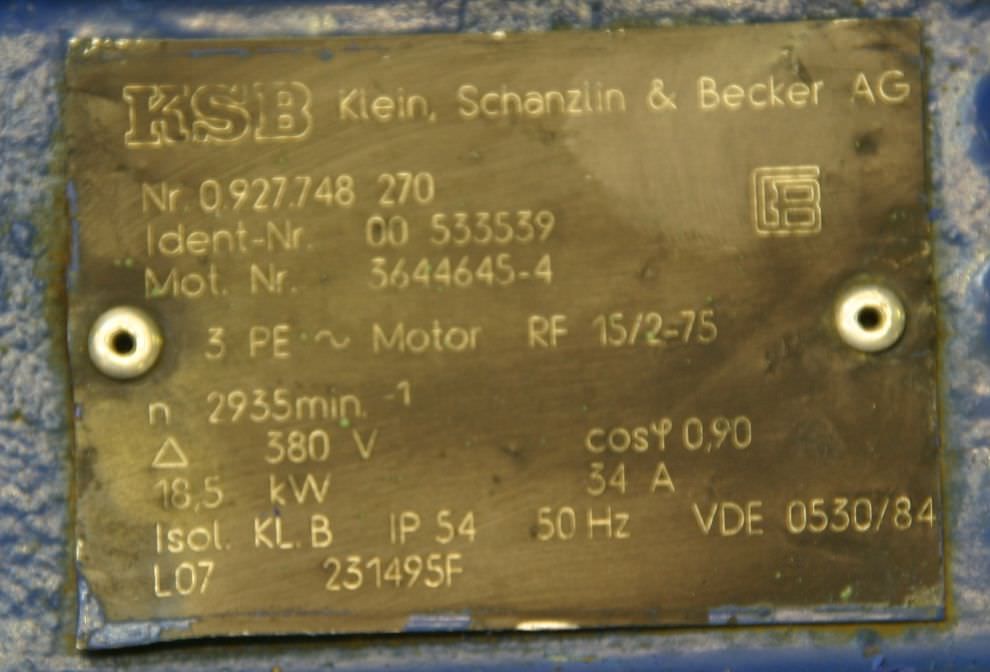 KSB Klein, Schanzlin & Becker AG
Nr. 0.927.748 270
Ident-Nr. 00 533539
Mot. Nr. 3644645-4
3 PE ~ Motor RF 15/2-75
n 2935min.⁻¹
△ 380 V cosφ 0,90
18,5 kW 34 A
Isol. KL.B IP 54 50 Hz VDE 0530/84
L07 231495F